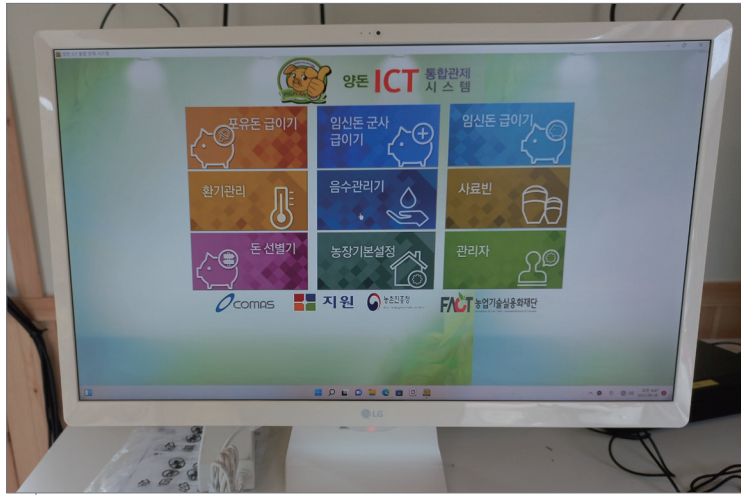 양돈 ICT 통합관제
시스템
포유돈 급이기
임신돈 군사
급이기
임신돈 급이기
환기관리
음수관리기
사료빈
돈 선별기
농장기본설정
관리자
COMAS
지원
농촌진흥청
FACT 농업기술실용화재단
LG